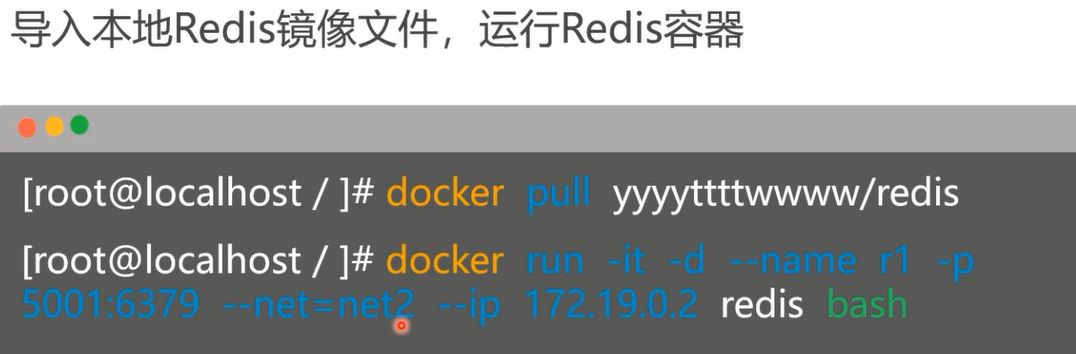 导入本地Redis镜像文件，运行Redis容器
[root@localhost / ]# docker pull yyyyttttwwww/redis
[root@localhost / ]# docker run -it -d --name r1 -p
5001:6379 --net=net2 --ip 172.19.0.2 redis bash